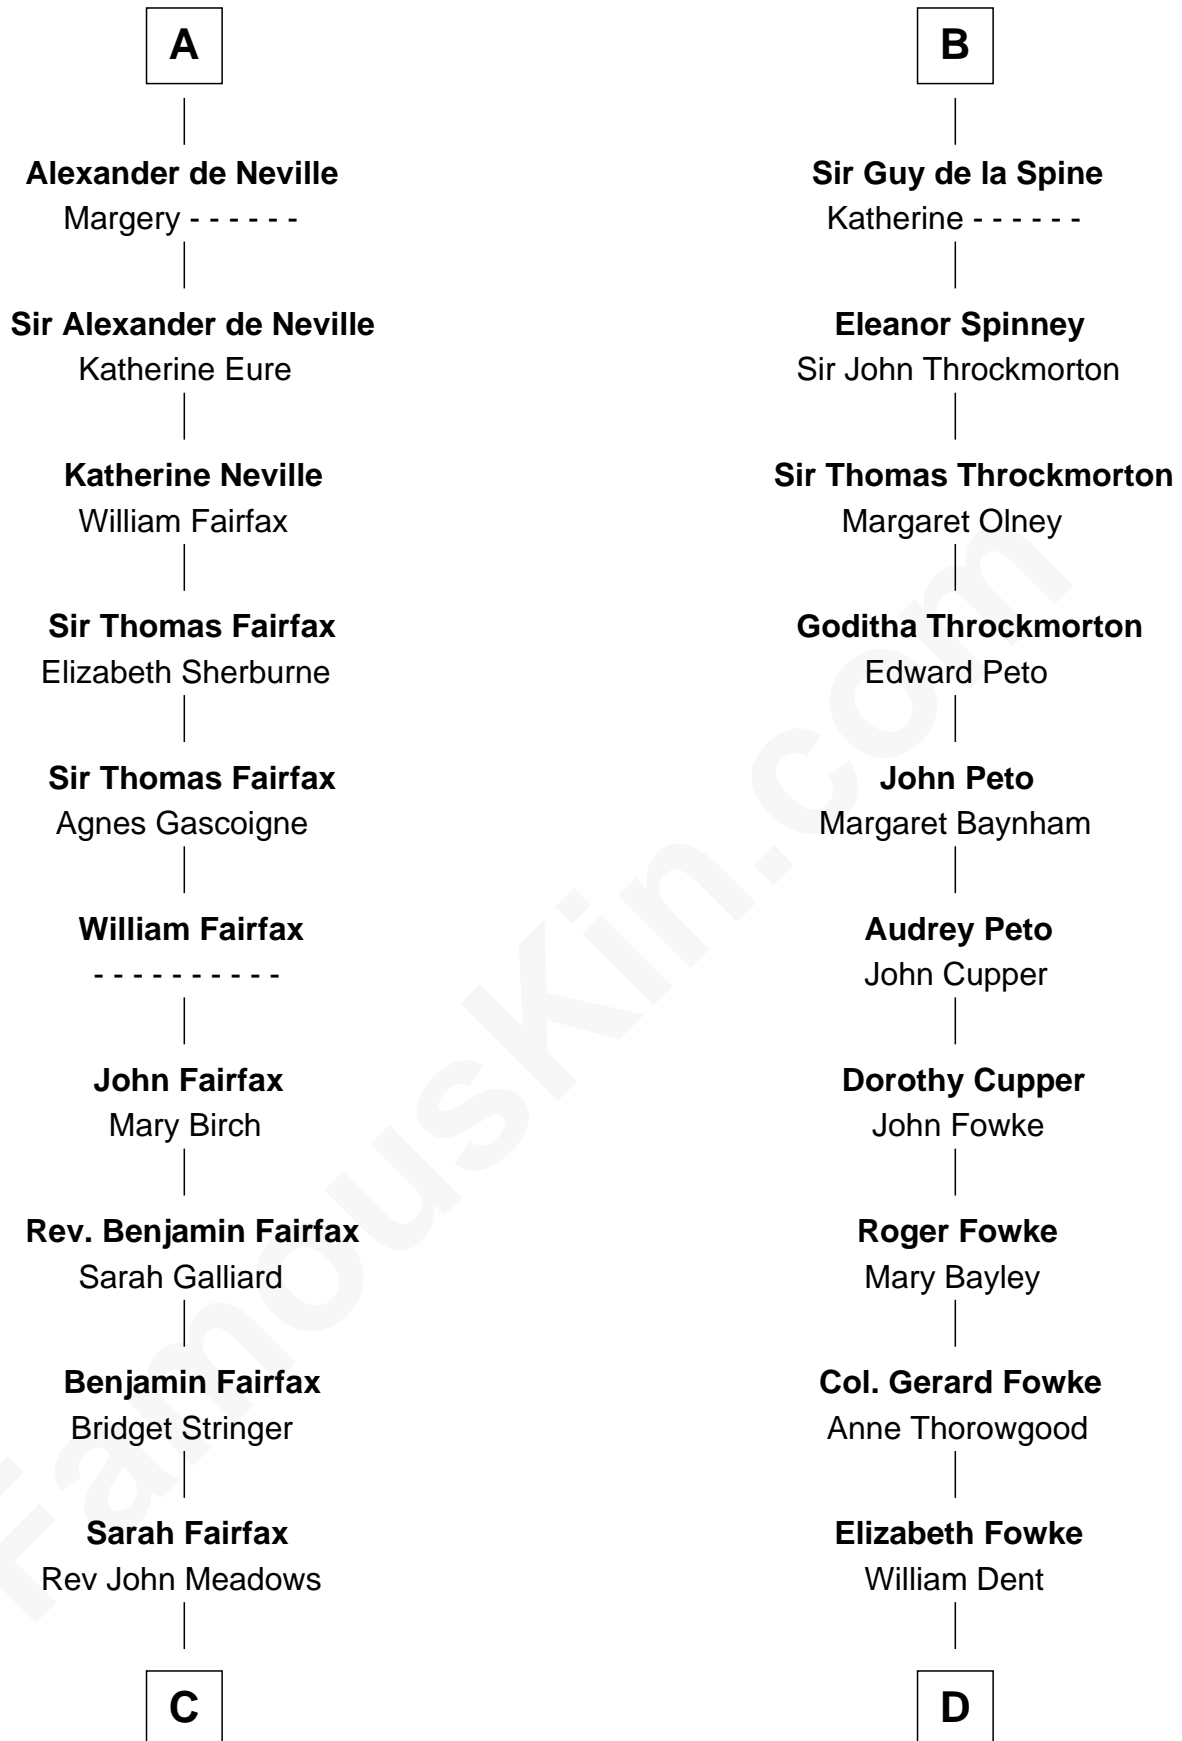 A
Alexander de Neville
Margery - - - - - -
Sir Alexander de Neville
Katherine Eure
Katherine Neville
William Fairfax
Sir Thomas Fairfax
Elizabeth Sherburne
Sir Thomas Fairfax
Agnes Gascoigne
William Fairfax
- - - - - - - - - -
John Fairfax
Mary Birch
Rev. Benjamin Fairfax
Sarah Galliard
Benjamin Fairfax
Bridget Stringer
Sarah Fairfax
Rev John Meadows
C
B
Sir Guy de la Spine
Katherine - - - - - -
Eleanor Spinney
Sir John Throckmorton
Sir Thomas Throckmorton
Margaret Olney
Goditha Throckmorton
Edward Peto
John Peto
Margaret Baynham
Audrey Peto
John Cupper
Dorothy Cupper
John Fowke
Roger Fowke
Mary Bayley
Col. Gerard Fowke
Anne Thorowgood
Elizabeth Fowke
William Dent
D
FamousKin.com